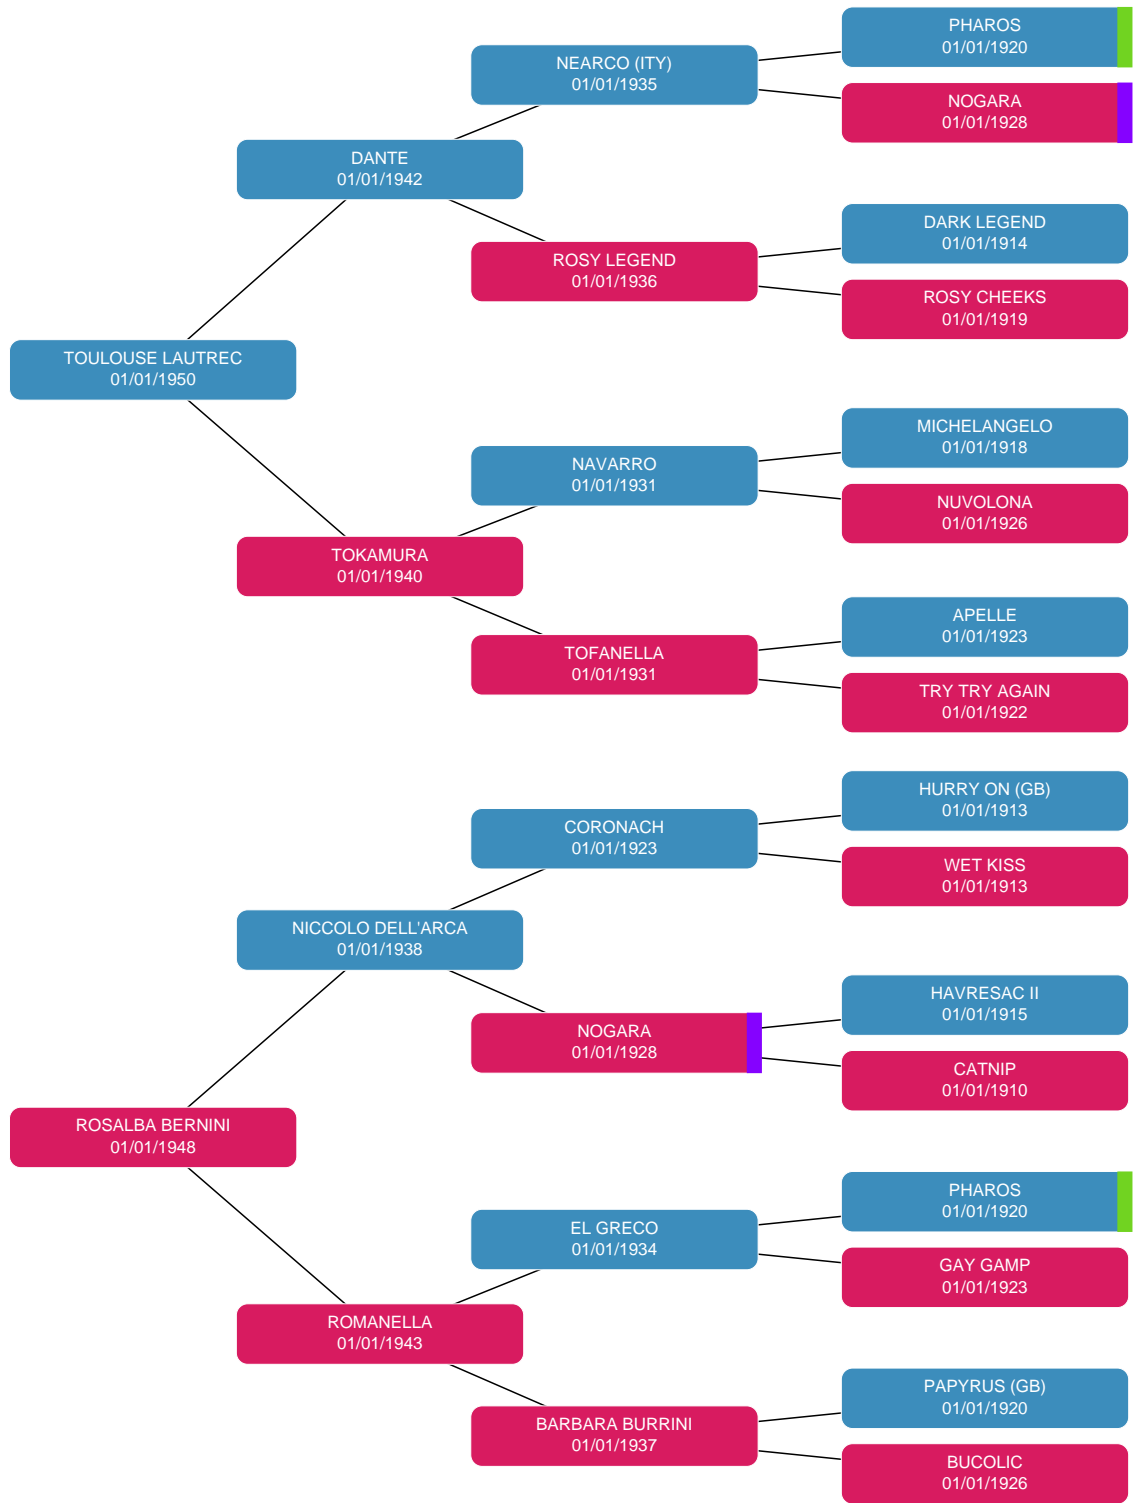 PHAROS
01/01/1920
NEARCO (ITY)
01/01/1935
NOGARA
01/01/1928
DANTE
01/01/1942
DARK LEGEND
01/01/1914
ROSY LEGEND
01/01/1936
ROSY CHEEKS
01/01/1919
TOULOUSE LAUTREC
01/01/1950
MICHELANGELO
01/01/1918
NAVARRO
01/01/1931
NUVOLONA
01/01/1926
TOKAMURA
01/01/1940
APELLE
01/01/1923
TOFANELLA
01/01/1931
TRY TRY AGAIN
01/01/1922
HURRY ON (GB)
01/01/1913
CORONACH
01/01/1923
WET KISS
01/01/1913
NICCOLO DELL'ARCA
01/01/1938
HAVRESAC II
01/01/1915
NOGARA
01/01/1928
CATNIP
01/01/1910
ROSALBA BERNINI
01/01/1948
PHAROS
01/01/1920
EL GRECO
01/01/1934
GAY GAMP
01/01/1923
ROMANELLA
01/01/1943
PAPYRUS (GB)
01/01/1920
BARBARA BURRINI
01/01/1937
BUCOLIC
01/01/1926